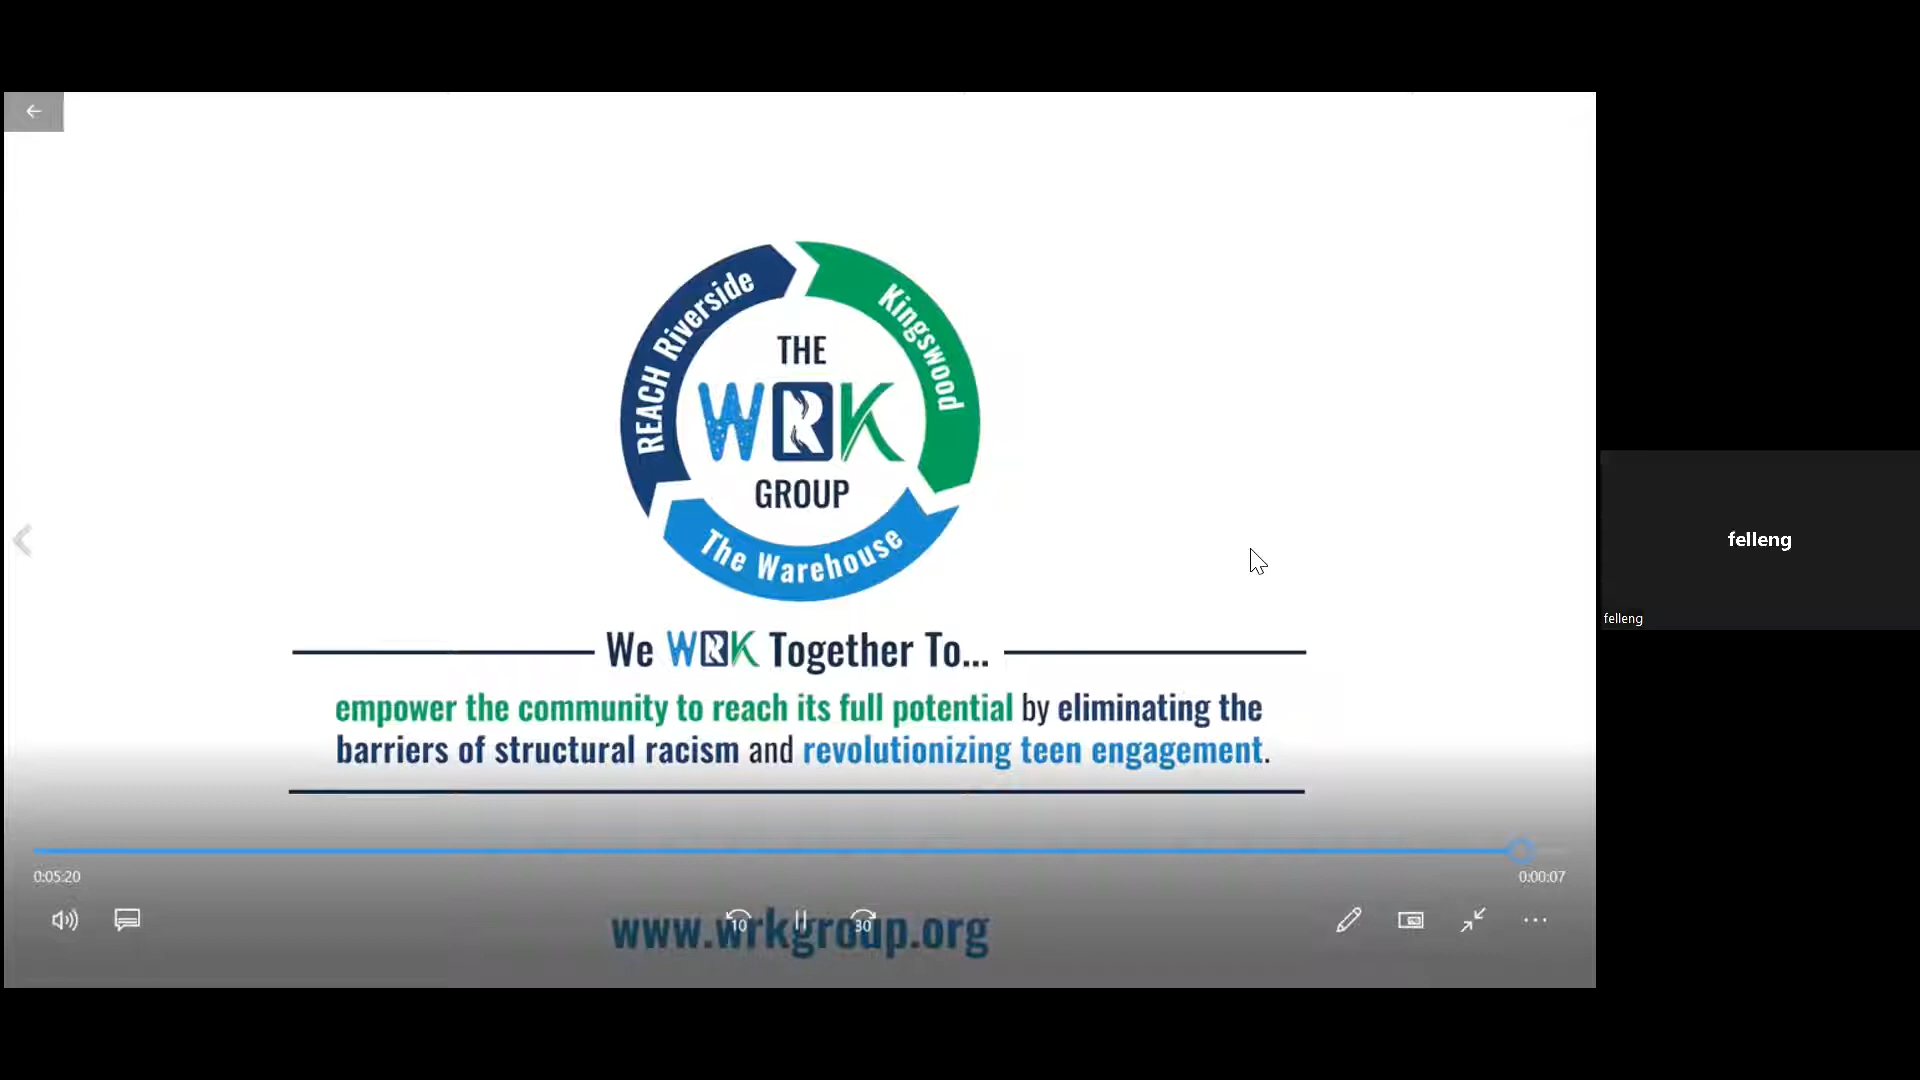 REACH Riverside
Kingswood
THE
WRK
GROUP
The Warehouse
We WRK Together To...
empower the community to reach its full potential by eliminating the
barriers of structural racism and revolutionizing teen engagement.
0:05:20
0:00:07
10
30
www.wrkgroup.org
felleng
felleng